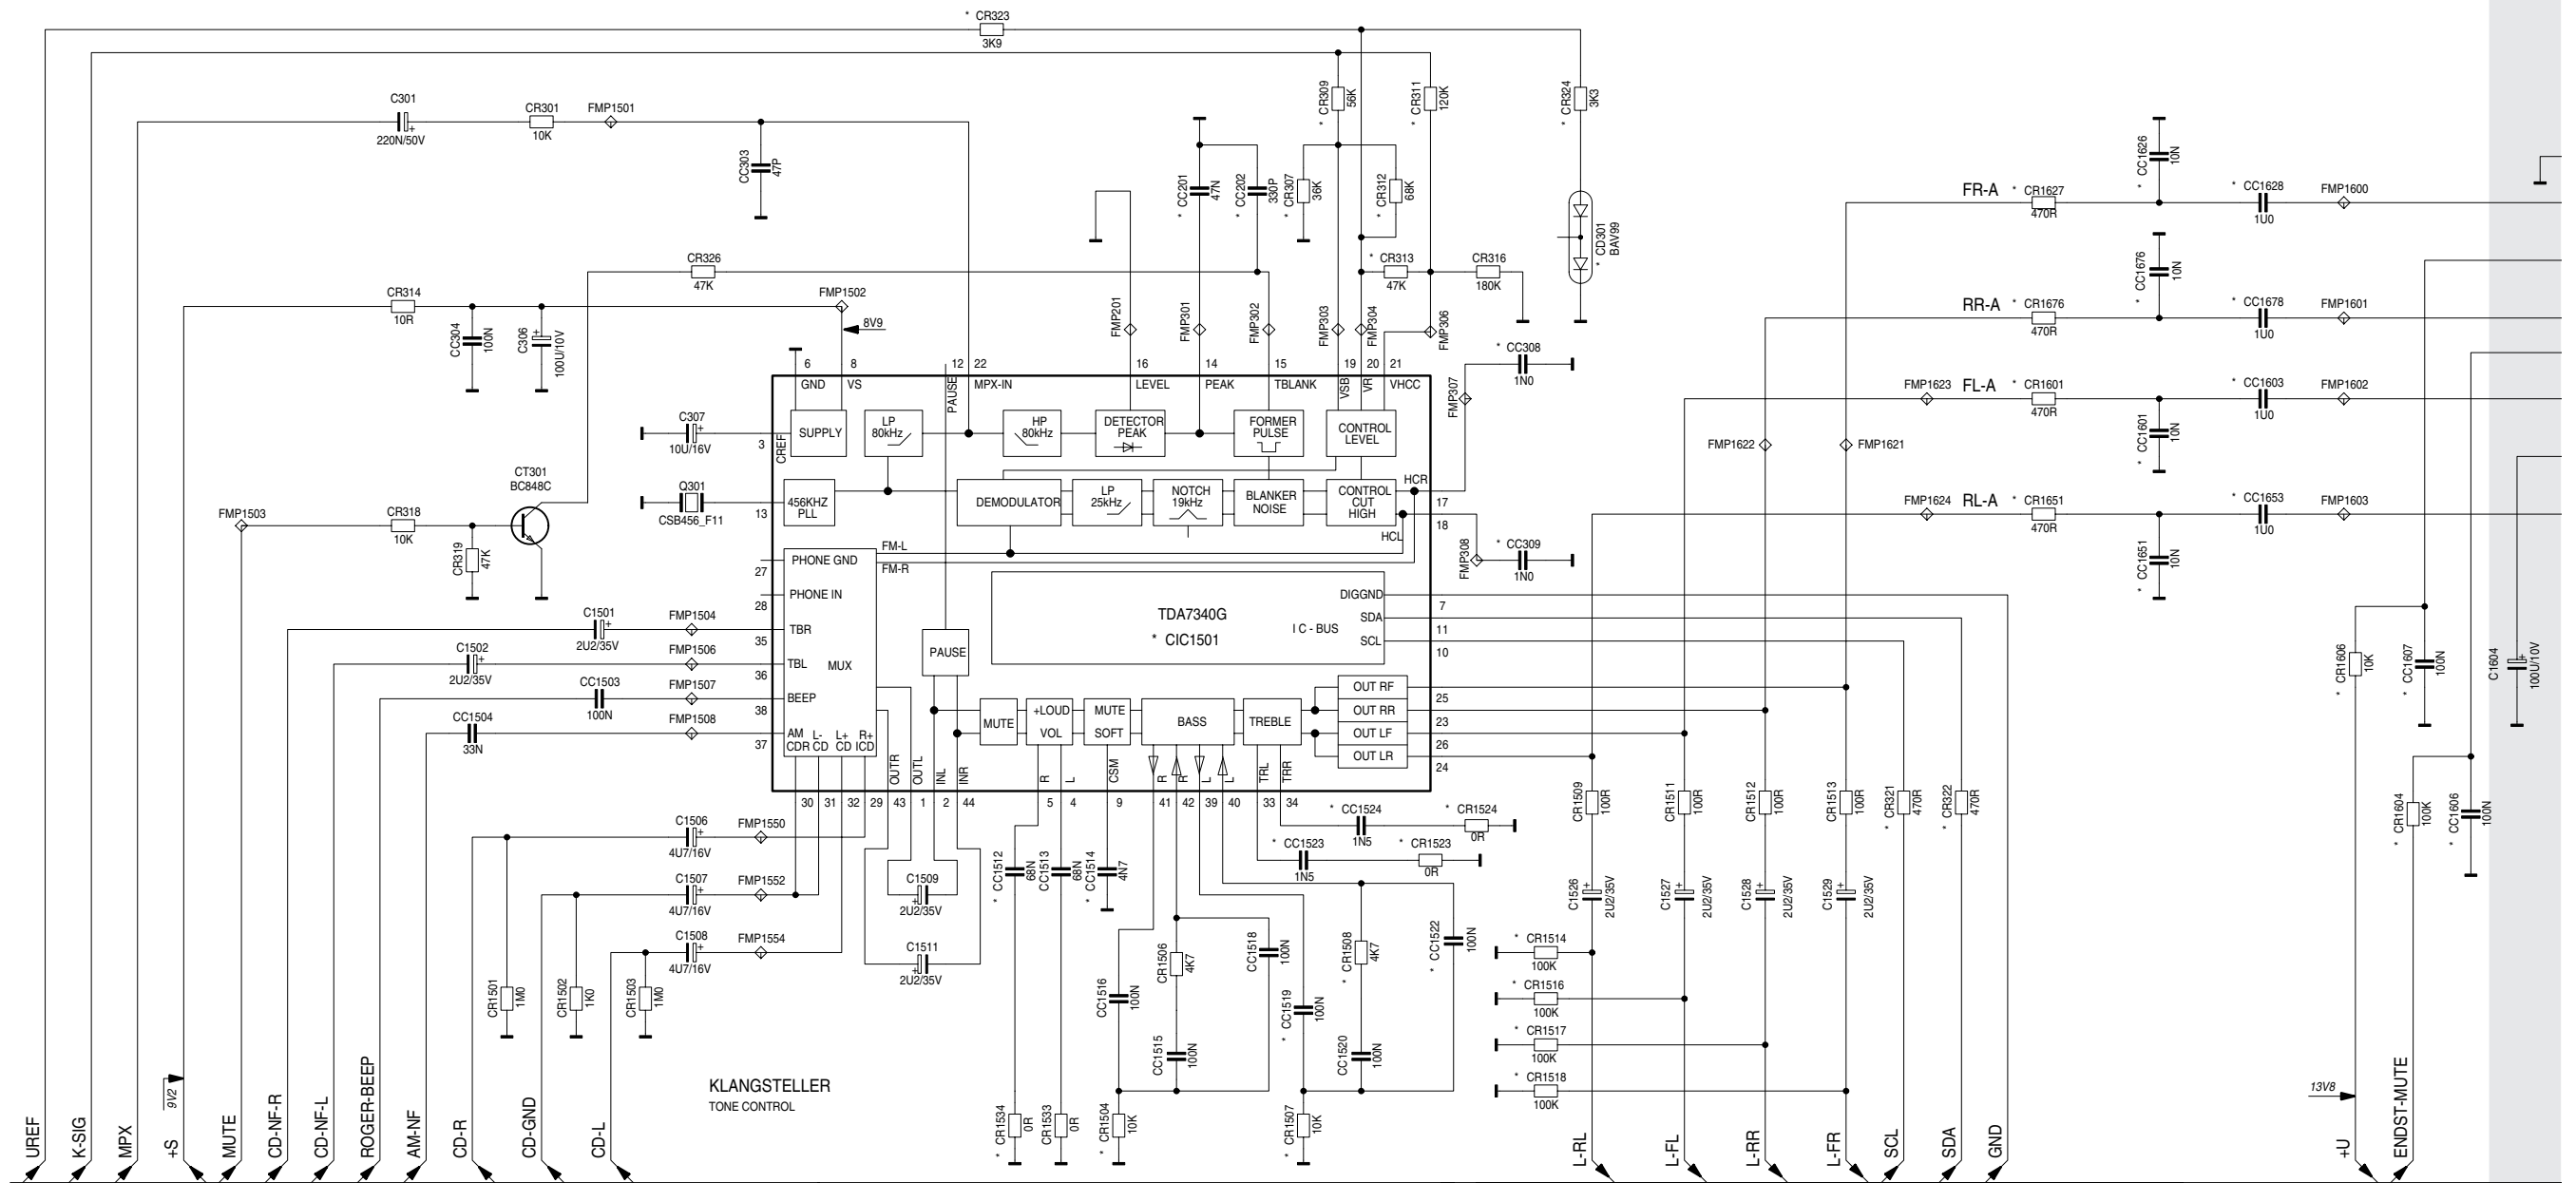 * CR323
3K9
C301
220N/50V
CR301
10K
FMP1501
CC303
47P
* CR309
56K
* CR311
120K
* CR324
3K3
* CC201
47N
* CC202
330P
* CR307
36K
* CR312
68K
* CD301
BAV99
* CR313
47K
CR316
180K
CR326
47K
CR314
10R
FMP1502
8V9
CC304
100N
C306
+
100U/10V
FMP201
FMP301
FMP302
FMP303
FMP304
FMP306
* CC1626
10N
FR-A
* CR1627
470R
* CC1628
1U0
FMP1600
* CC1676
10N
RR-A
* CR1676
470R
* CC1678
1U0
FMP1601
FMP1623
FL-A
* CR1601
470R
* CC1603
1U0
FMP1602
* CC1601
10N
FMP1622
FMP1621
FMP1624
RL-A
* CR1651
470R
* CC1653
1U0
FMP1603
* CC1651
10N
6
8
12
22
16
14
15
19
20
21
GND
VS
PAUSE
MPX-IN
LEVEL
PEAK
TBLANK
VSB
VR
VHCC
FMP307
* CC308
1N0
C307
+
10U/16V
3
CREF
SUPPLY
LP
80kHz
HP
80kHz
DETECTOR
PEAK
FORMER
PULSE
CONTROL
LEVEL
Q301
CSB456_F11
13
456KHZ
PLL
DEMODULATOR
LP
25kHz
NOTCH
19kHz
BLANKER
NOISE
CONTROL
CUT
HIGH
HCR
17
18
HCL
FMP308
* CC309
1N0
CT301
BC848C
FMP1503
CR318
10K
CR319
47K
FM-L
FM-R
27
PHONE GND
28
PHONE IN
C1501
+
2U2/35V
FMP1504
35
TBR
C1502
+
2U2/35V
FMP1506
36
TBL
MUX
CC1503
100N
FMP1507
38
BEEP
CC1504
33N
FMP1508
37
AM
CDR
L-
CD
L+
CD
R+
ICD
TDA7340G
* CIC1501
I C - BUS
DIGGND
7
SDA
11
SCL
10
PAUSE
MUTE
+LOUD
VOL
MUTE
SOFT
BASS
TREBLE
OUT RF
25
OUT RR
23
OUT LF
26
OUT LR
24
OUTR
OUTL
INL
INR
R
L
CSM
R
R
L
L
TRL
TRR
30
31
32
29
43
1
2
44
5
4
9
41
42
39
40
33
34
C1506
+
4U7/16V
FMP1550
C1507
+
4U7/16V
FMP1552
C1508
+
4U7/16V
FMP1554
C1509
+
2U2/35V
C1511
+
2U2/35V
CR1501
1M0
CR1502
1K0
CR1503
1M0
* CC1512
68N
CC1513
68N
* CC1514
4N7
* CC1524
1N5
* CR1524
0R
* CC1523
1N5
* CR1523
0R
CC1516
100N
CR1506
4K7
CC1518
100N
CC1515
100N
* CC1519
100N
* CR1508
4K7
* CC1522
100N
CC1520
100N
* CR1534
0R
CR1533
0R
* CR1504
10K
* CR1507
10K
CR1509
100R
CR1511
100R
CR1512
100R
CR1513
100R
* CR321
470R
* CR322
470R
C1526
+
2U2/35V
C1527
+
2U2/35V
C1528
+
2U2/35V
C1529
+
2U2/35V
* CR1514
100K
* CR1516
100K
* CR1517
100K
* CR1518
100K
* CR1606
10K
* CC1607
100N
C1604
+
100U/10V
* CR1604
100K
* CC1606
100N
KLANGSTELLER
TONE CONTROL
9V2
13V8
UREF
K-SIG
MPX
+S
MUTE
CD-NF-R
CD-NF-L
ROGER-BEEP
AM-NF
CD-R
CD-GND
CD-L
L-RL
L-FL
L-RR
L-FR
SCL
SDA
GND
+U
ENDST-MUTE